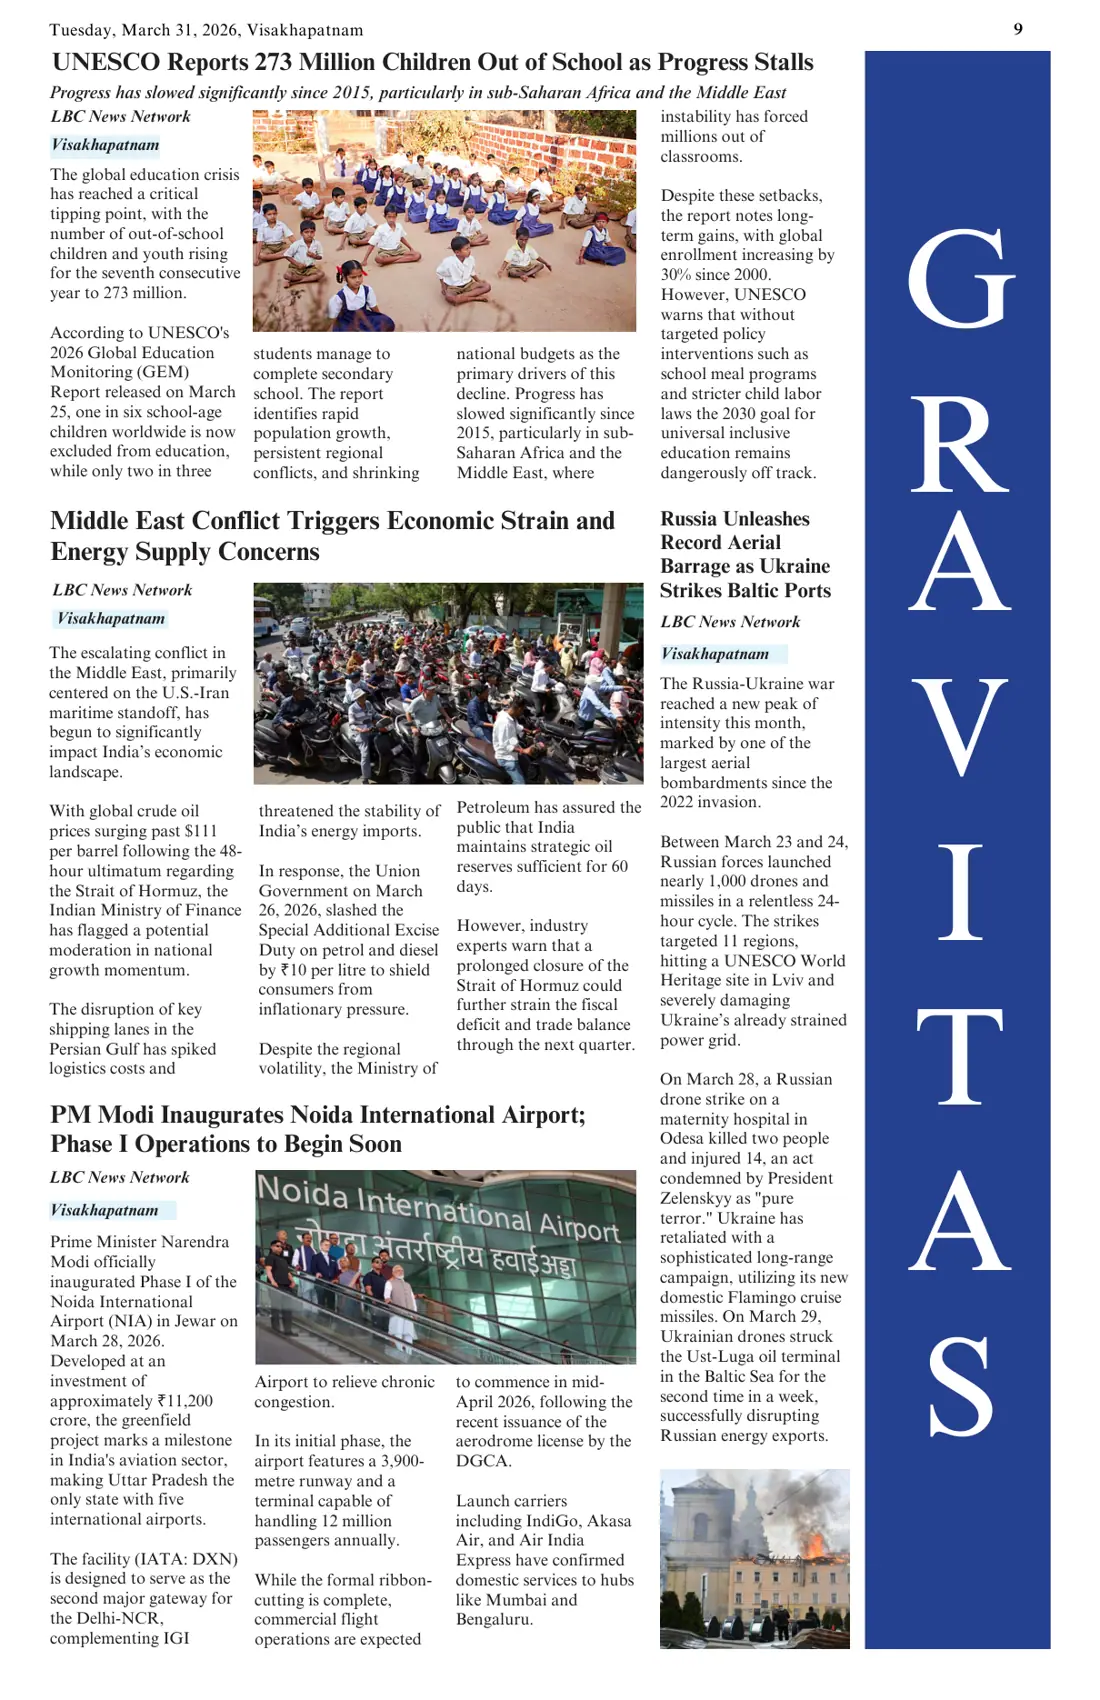 Tuesday, March 31, 2026, Visakhapatnam
9
UNESCO Reports 273 Million Children Out of School as Progress Stalls
Progress has slowed significantly since 2015, particularly in sub-Saharan Africa and the Middle East
LBC News Network
Visakhapatnam
The global education crisis
has reached a critical
tipping point, with the
number of out-of-school
children and youth rising
for the seventh consecutive
year to 273 million.
According to UNESCO's
2026 Global Education
Monitoring (GEM)
Report released on March
25, one in six school-age
children worldwide is now
excluded from education,
while only two in three
students manage to
complete secondary
school. The report
identifies rapid
population growth,
persistent regional
conflicts, and shrinking
national budgets as the
primary drivers of this
decline. Progress has
slowed significantly since
2015, particularly in sub-
Saharan Africa and the
Middle East, where
instability has forced
millions out of
classrooms.
Despite these setbacks,
the report notes long-
term gains, with global
enrollment increasing by
30% since 2000.
However, UNESCO
warns that without
targeted policy
interventions such as
school meal programs
and stricter child labor
laws the 2030 goal for
universal inclusive
education remains
dangerously off track.
Middle East Conflict Triggers Economic Strain and
Energy Supply Concerns
LBC News Network
Visakhapatnam
The escalating conflict in
the Middle East, primarily
centered on the U.S.-Iran
maritime standoff, has
begun to significantly
impact India’s economic
landscape.
With global crude oil
prices surging past $111
per barrel following the 48-
hour ultimatum regarding
the Strait of Hormuz, the
Indian Ministry of Finance
has flagged a potential
moderation in national
growth momentum.
The disruption of key
shipping lanes in the
Persian Gulf has spiked
logistics costs and
threatened the stability of
India’s energy imports.
In response, the Union
Government on March
26, 2026, slashed the
Special Additional Excise
Duty on petrol and diesel
by ₹10 per litre to shield
consumers from
inflationary pressure.
Despite the regional
volatility, the Ministry of
Petroleum has assured the
public that India
maintains strategic oil
reserves sufficient for 60
days.
However, industry
experts warn that a
prolonged closure of the
Strait of Hormuz could
further strain the fiscal
deficit and trade balance
through the next quarter.
Russia Unleashes
Record Aerial
Barrage as Ukraine
Strikes Baltic Ports
LBC News Network
Visakhapatnam
The Russia-Ukraine war
reached a new peak of
intensity this month,
marked by one of the
largest aerial
bombardments since the
2022 invasion.
Between March 23 and 24,
Russian forces launched
nearly 1,000 drones and
missiles in a relentless 24-
hour cycle. The strikes
targeted 11 regions,
hitting a UNESCO World
Heritage site in Lviv and
severely damaging
Ukraine’s already strained
power grid.
On March 28, a Russian
drone strike on a
maternity hospital in
Odesa killed two people
and injured 14, an act
condemned by President
Zelenskyy as "pure
terror." Ukraine has
retaliated with a
sophisticated long-range
campaign, utilizing its new
domestic Flamingo cruise
missiles. On March 29,
Ukrainian drones struck
the Ust-Luga oil terminal
in the Baltic Sea for the
second time in a week,
successfully disrupting
Russian energy exports.
PM Modi Inaugurates Noida International Airport;
Phase I Operations to Begin Soon
LBC News Network
Visakhapatnam
Prime Minister Narendra
Modi officially
inaugurated Phase I of the
Noida International
Airport (NIA) in Jewar on
March 28, 2026.
Developed at an
investment of
approximately ₹11,200
crore, the greenfield
project marks a milestone
in India's aviation sector,
making Uttar Pradesh the
only state with five
international airports.
The facility (IATA: DXN)
is designed to serve as the
second major gateway for
the Delhi-NCR,
complementing IGI
Noida International Airport
नोएडा अंतर्राष्ट्रीय हवाईअड्डा
Airport to relieve chronic
congestion.
In its initial phase, the
airport features a 3,900-
metre runway and a
terminal capable of
handling 12 million
passengers annually.
While the formal ribbon-
cutting is complete,
commercial flight
operations are expected
to commence in mid-
April 2026, following the
recent issuance of the
aerodrome license by the
DGCA.
Launch carriers
including IndiGo, Akasa
Air, and Air India
Express have confirmed
domestic services to hubs
like Mumbai and
Bengaluru.
GRAVITAS